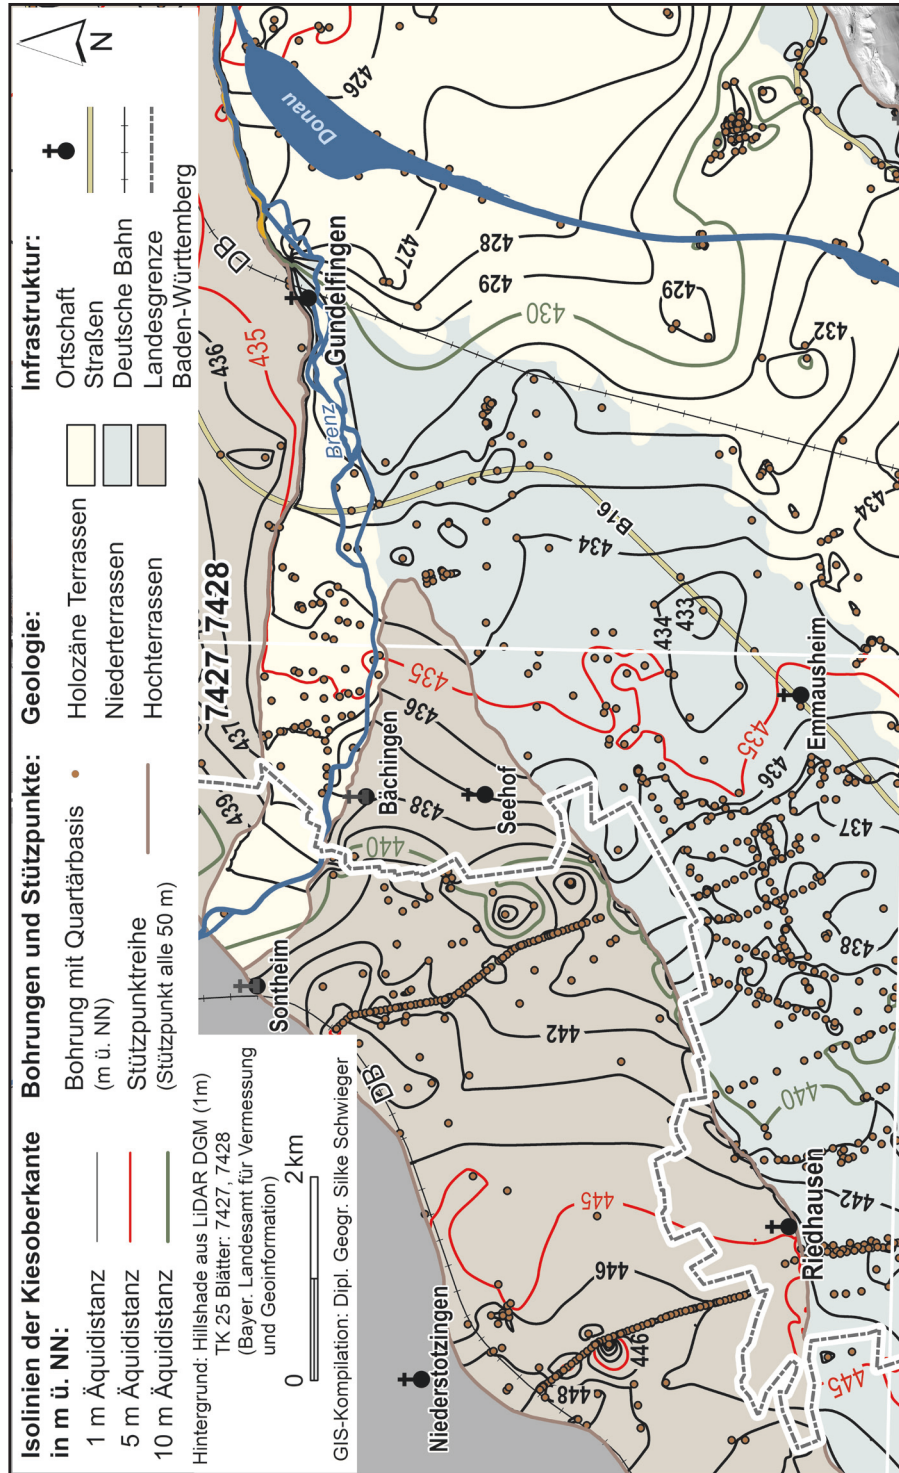 Isolinien der Kiesoberkante
in m ü. NN:
1 m Äquidistanz
5 m Äquidistanz
10 m Äquidistanz
Bohrungen und Stützpunkte:
Bohrung mit Quartärbasis
(m ü. NN)
Stützpunktreihe
(Stützpunkt alle 50 m)
Geologie:
Holozäne Terrassen
Niederterrassen
Hochterrassen
Infrastruktur:
Ortschaft
Straßen
Deutsche Bahn
Landesgrenze
Baden-Württemberg
N
Hintergrund: Hillshade aus LiDAR DGM (1m)
TK 25 Blätter: 7427, 7428
(Bayer. Landesamt für Vermessung
und Geoinformation)
0 2km
GIS-Kompilation: Dipl. Geogr. Silke Schwieger
7427 7428
439
437
436
435
DB
426
Donau
Sontheim
Bächingen
Brenz
Gundelfingen
427
428
429
430
440
438
436
435
Seehof
DB
442
434
B16
429
432
Niederstotzingen
445
446
446
448
434
433
435
436
437
438
Emmausheim
434
440
442
Riedhausen
445